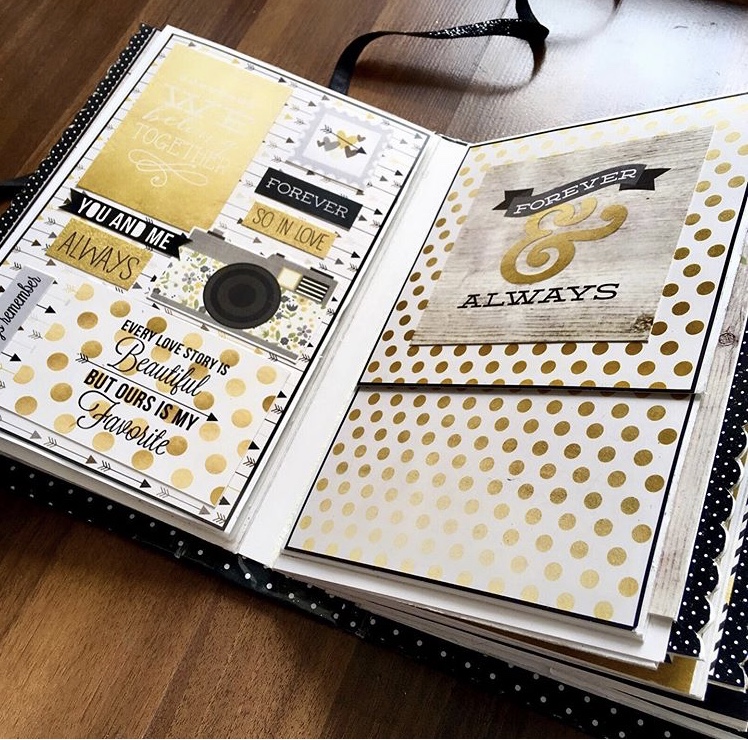 WE
TOGETHER
FOREVER
SO IN LOVE
YOU AND ME
ALWAYS
remember
EVERY LOVE STORY IS
Beautiful
BUT OURS IS MY
Favorite
FOREVER
&
ALWAYS